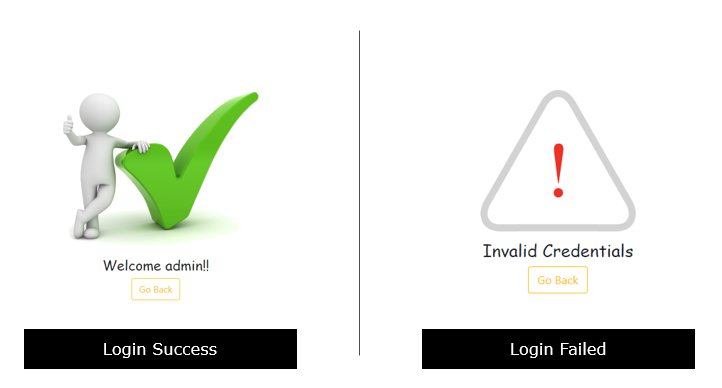 Welcome admin!!
Go Back
Login Success
Invalid Credentials
Go Back
Login Failed